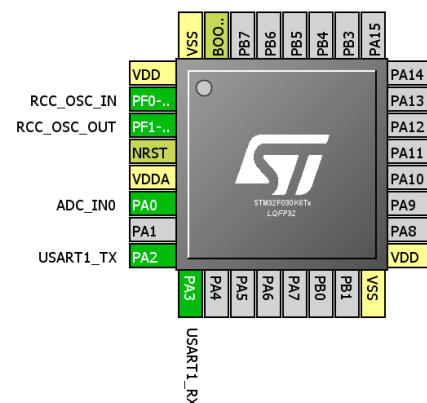 VSS
BOO..
PB7
PB6
PB5
PB4
PB3
PA15
VDD
PA14
RCC_OSC_IN PF0-..
PA13
RCC_OSC_OUT PF1-..
PA12
NRST
PA11
VDDA
PA10
ADC_IN0 PA0
PA9
PA1
PA8
USART1_TX PA2
VDD
ST
STM32F030K6Tx
LQFP32
PA3
PA4
PA5
PA6
PA7
PB0
PB1
VSS
USART1_RX